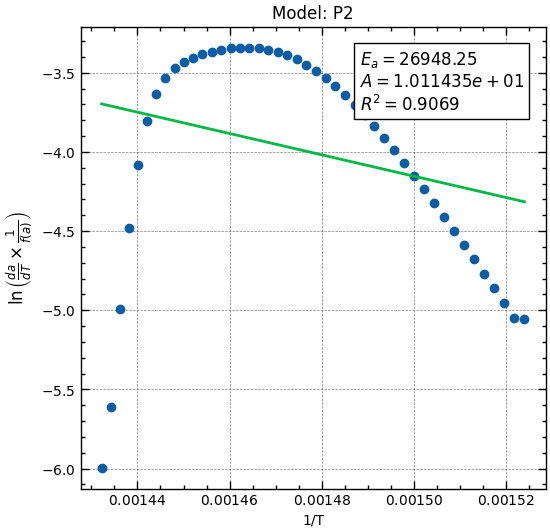 Model: P2
E_a = 26948.25
A = 1.011435e + 01
R² = 0.9069
ln(da/dT × 1/f(a))
−3.5
−4.0
−4.5
−5.0
−5.5
−6.0
0.00144 0.00146 0.00148 0.00150 0.00152
1/T